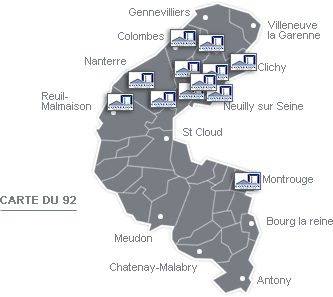 Gennevilliers
Villeneuve
la Garenne
Colombes
Nanterre
Clichy
Reuil-
Malmaison
Neuilly sur Seine
St Cloud
Montrouge
CARTE DU 92
Bourg la reine
Meudon
Chatenay-Malabry
Antony